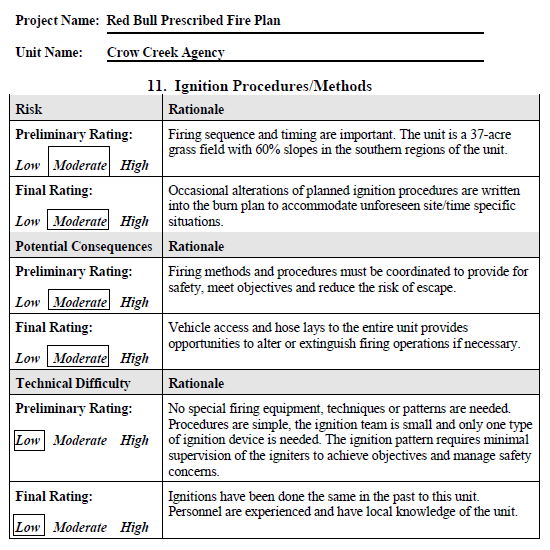 Project Name: Red Bull Prescribed Fire Plan
Unit Name: Crow Creek Agency
11. Ignition Procedures/Methods
Risk Rationale
Preliminary Rating:
Low Moderate High
Firing sequence and timing are important. The unit is a 37-acre
grass field with 60% slopes in the southern regions of the unit.
Final Rating:
Low Moderate High
Occasional alterations of planned ignition procedures are written
into the burn plan to accommodate unforeseen site/time specific
situations.
Potential Consequences Rationale
Preliminary Rating:
Low Moderate High
Firing methods and procedures must be coordinated to provide for
safety, meet objectives and reduce the risk of escape.
Final Rating:
Low Moderate High
Vehicle access and hose lays to the entire unit provides
opportunities to alter or extinguish firing operations if necessary.
Technical Difficulty Rationale
Preliminary Rating:
Low Moderate High
No special firing equipment, techniques or patterns are needed.
Procedures are simple, the ignition team is small and only one type
of ignition device is needed. The ignition pattern requires minimal
supervision of the igniters to achieve objectives and manage safety
concerns.
Final Rating:
Low Moderate High
Ignitions have been done the same in the past to this unit.
Personnel are experienced and have local knowledge of the unit.